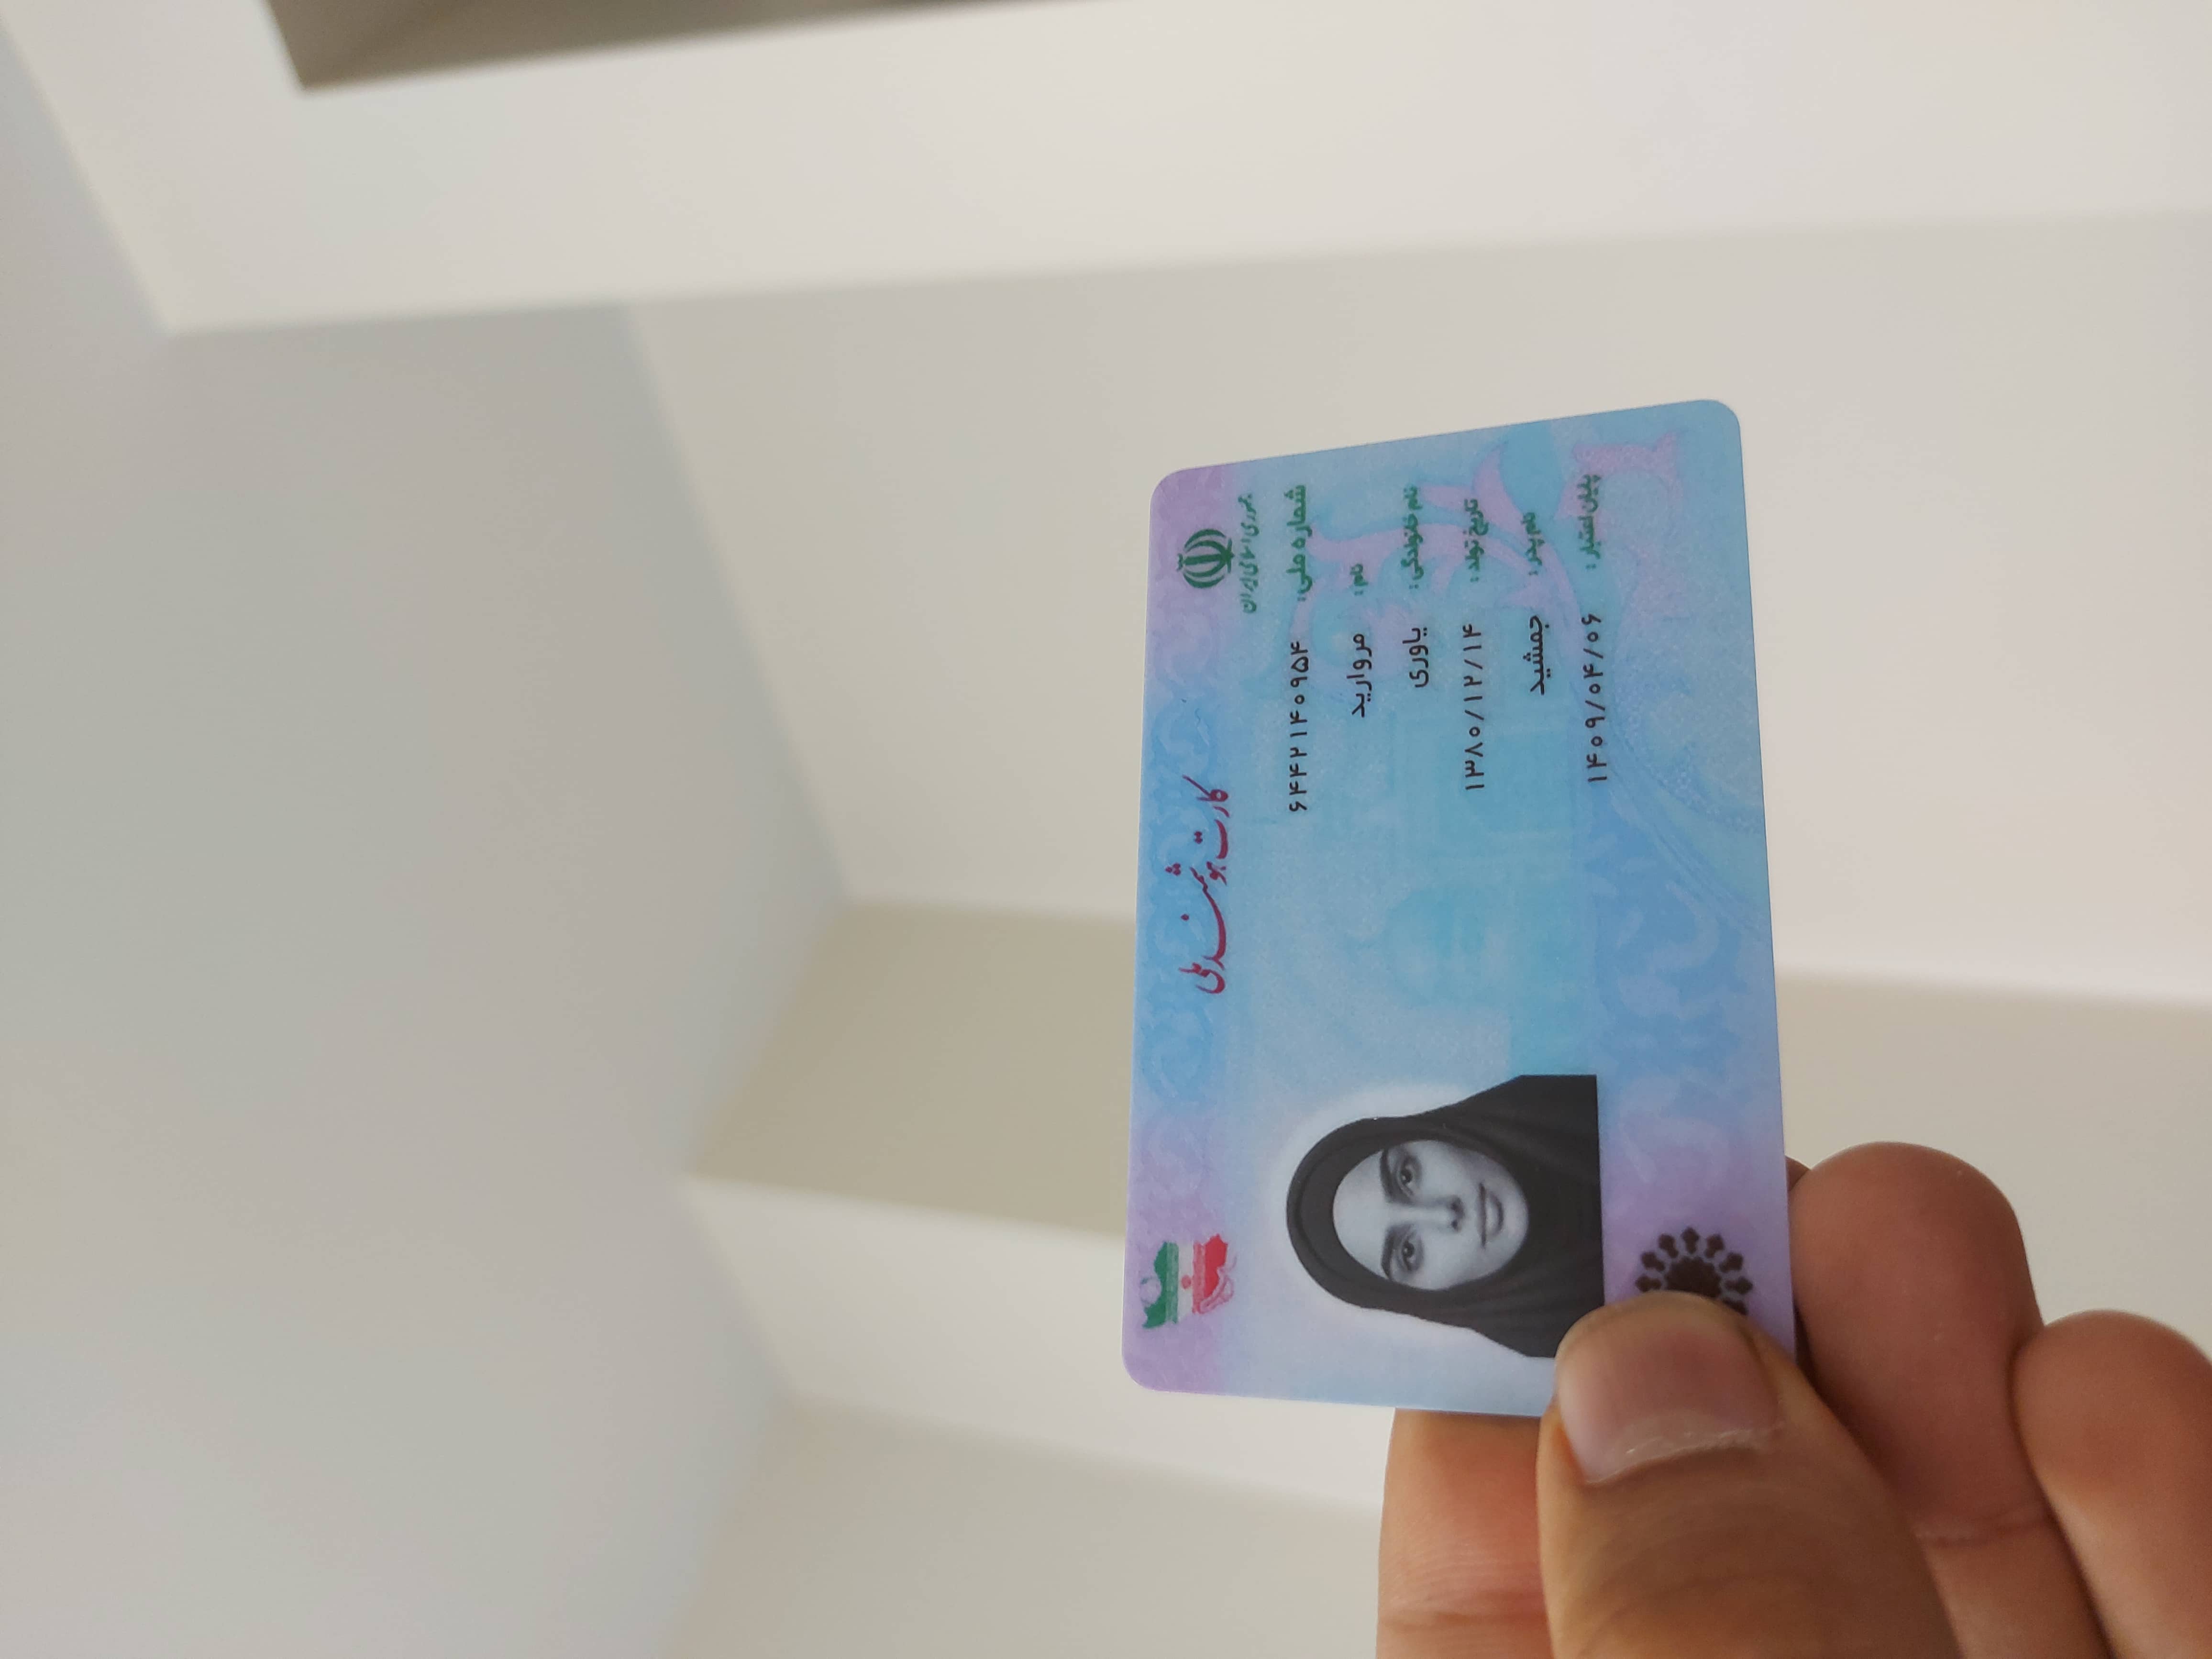 کارت هوشمند ملی
جمهوری اسلامی ایران
شماره ملی: ۶۴۴۲۱۴۰۹۵۴
نام: مروارید
نام خانوادگی: یاوری
تاریخ تولد: ۱۳۸۰/۱۲/۱۴
نام پدر: جمشید
پایان اعتبار: ۱۴۰۹/۰۴/۰۶